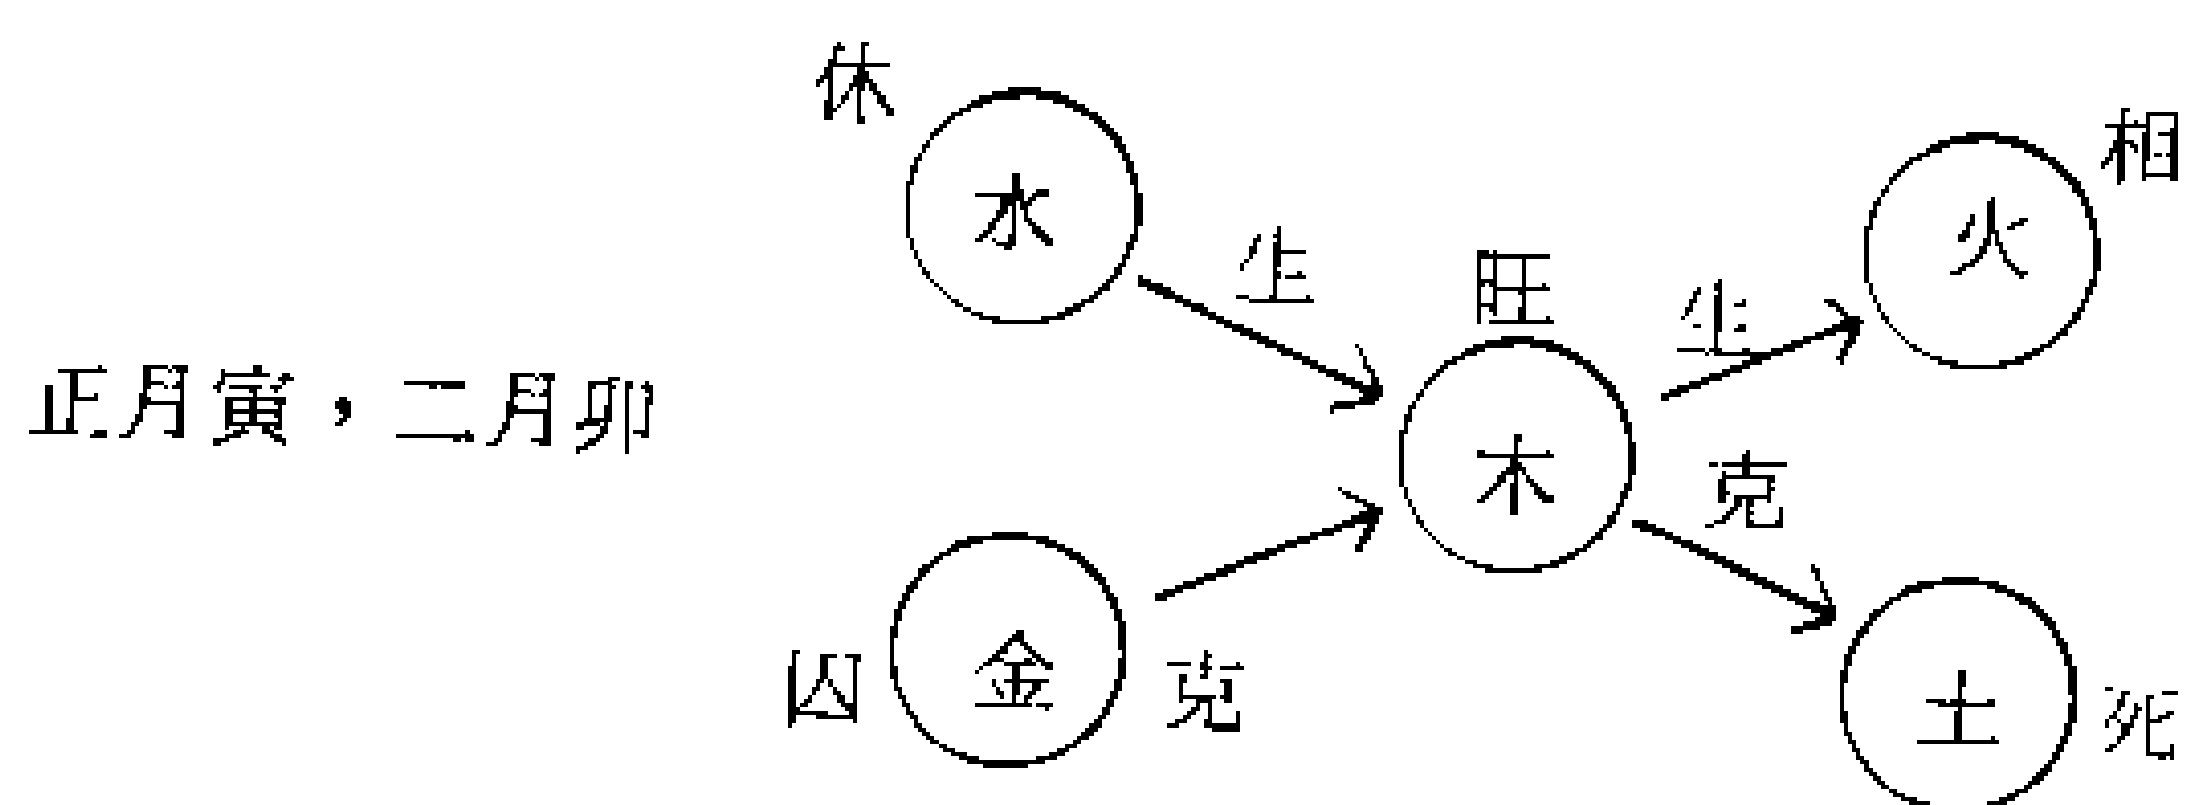 休
水
生
旺
生
火
相
正月寅，二月卯
木
克
囚
金
克
土
死